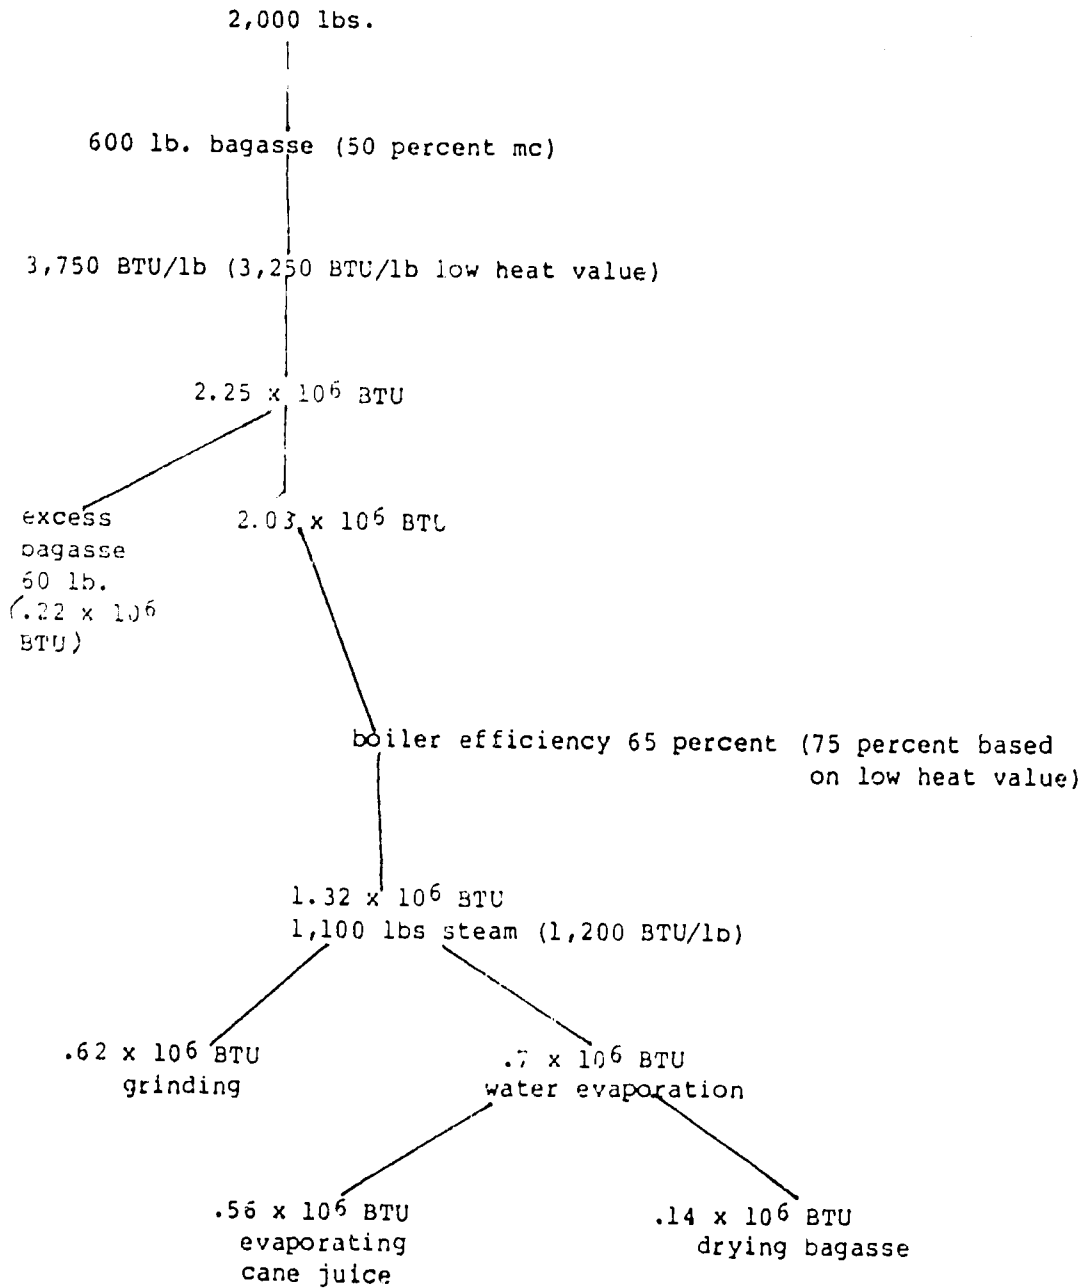 2,000 lbs.
600 lb. bagasse (50 percent mc)
3,750 BTU/lb (3,250 BTU/lb low heat value)
2.25 x 10⁶ BTU
excess
bagasse
60 lb.
(.22 x 10⁶
BTU)
2.03 x 10⁶ BTU
boiler efficiency 65 percent (75 percent based
on low heat value)
1.32 x 10⁶ BTU
1,100 lbs steam (1,200 BTU/lb)
.62 x 10⁶ BTU
grinding
.7 x 10⁶ BTU
water evaporation
.56 x 10⁶ BTU
evaporating
cane juice
.14 x 10⁶ BTU
drying bagasse